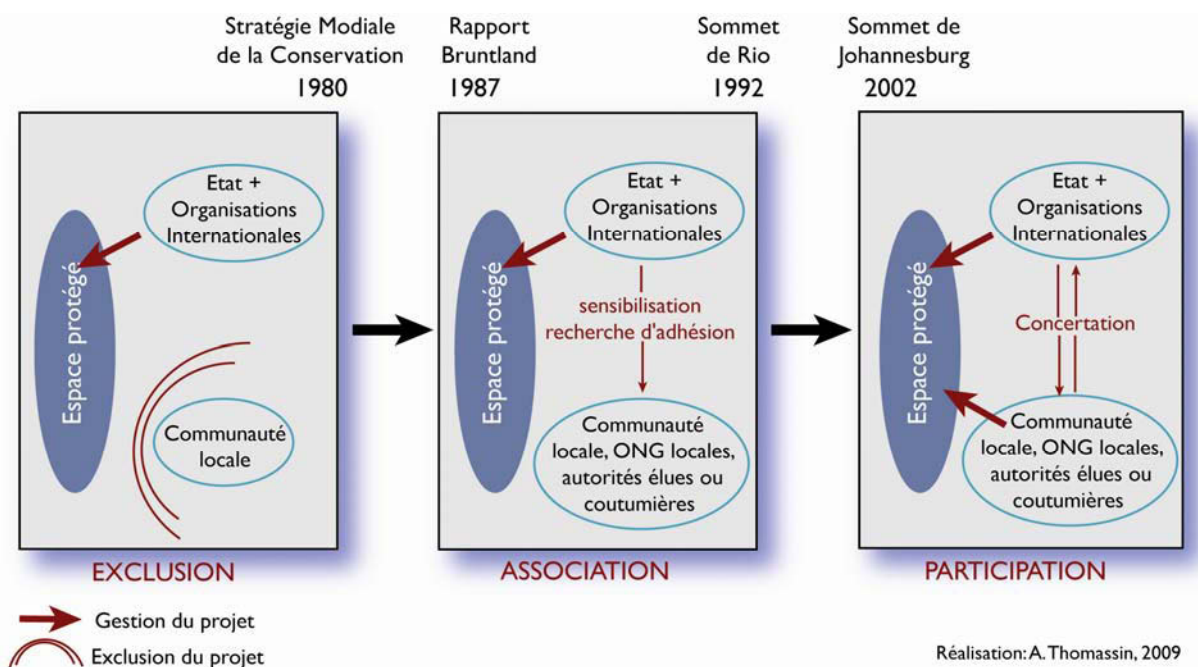 Stratégie Modiale
de la Conservation
1980
Rapport
Bruntland
1987
Sommet
de Rio
1992
Sommet de
Johannesburg
2002
Etat +
Organisations
Internationales
Espace protégé
Communauté
locale
EXCLUSION
Etat +
Organisations
Internationales
Espace protégé
sensibilisation
recherche d'adhésion
Communauté
locale, ONG locales,
autorités élues ou
coutumières
ASSOCIATION
Etat +
Organisations
Internationales
Espace protégé
Concertation
Communauté
locale, ONG locales,
autorités élues ou
coutumières
PARTICIPATION
Gestion du projet
Exclusion du projet
Réalisation: A. Thomassin, 2009